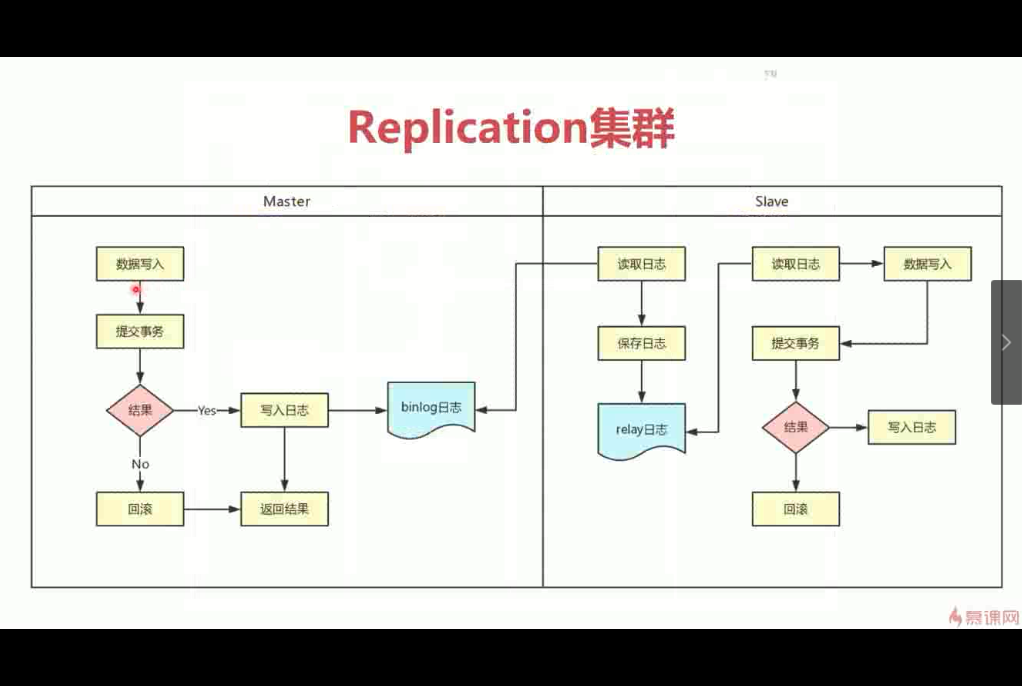 Replication集群
Master
Slave
数据写入
提交事务
结果
Yes
写入日志
binlog日志
No
回滚
返回结果
读取日志
保存日志
relay日志
读取日志
数据写入
提交事务
结果
写入日志
回滚
慕课网